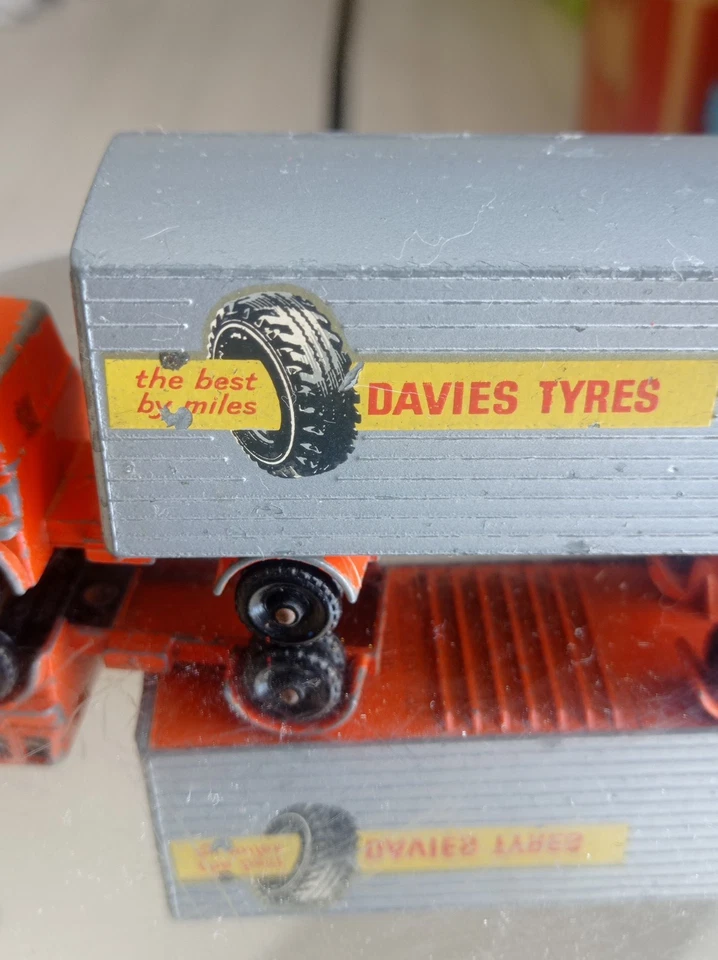 the best
by miles
DAVIES TYRES